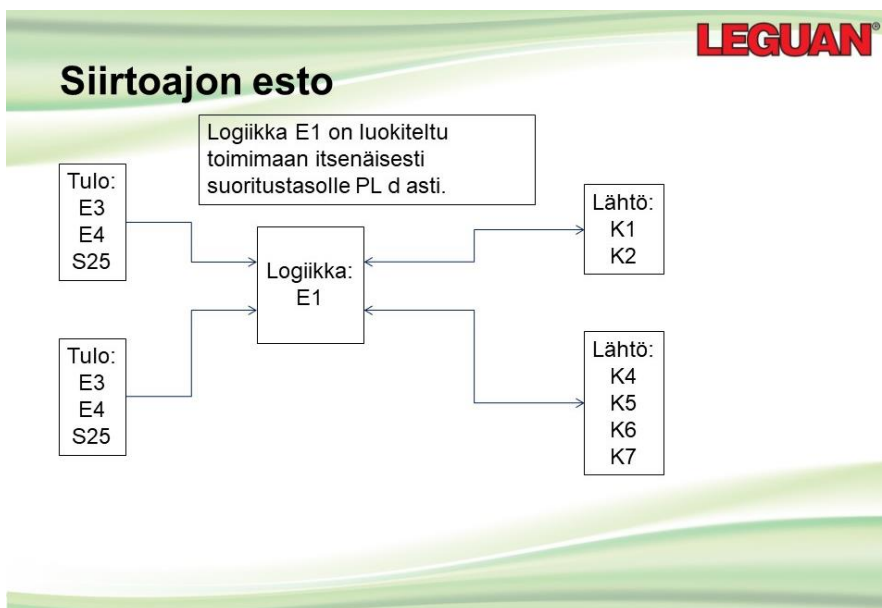 LEGUAN®
Siirtoajon esto
Logiikka E1 on luokiteltu
toimimaan itsenäisesti
suoritustasolle PL d asti.
Tulo:
E3
E4
S25
Logiikka:
E1
Lähtö:
K1
K2
Tulo:
E3
E4
S25
Lähtö:
K4
K5
K6
K7